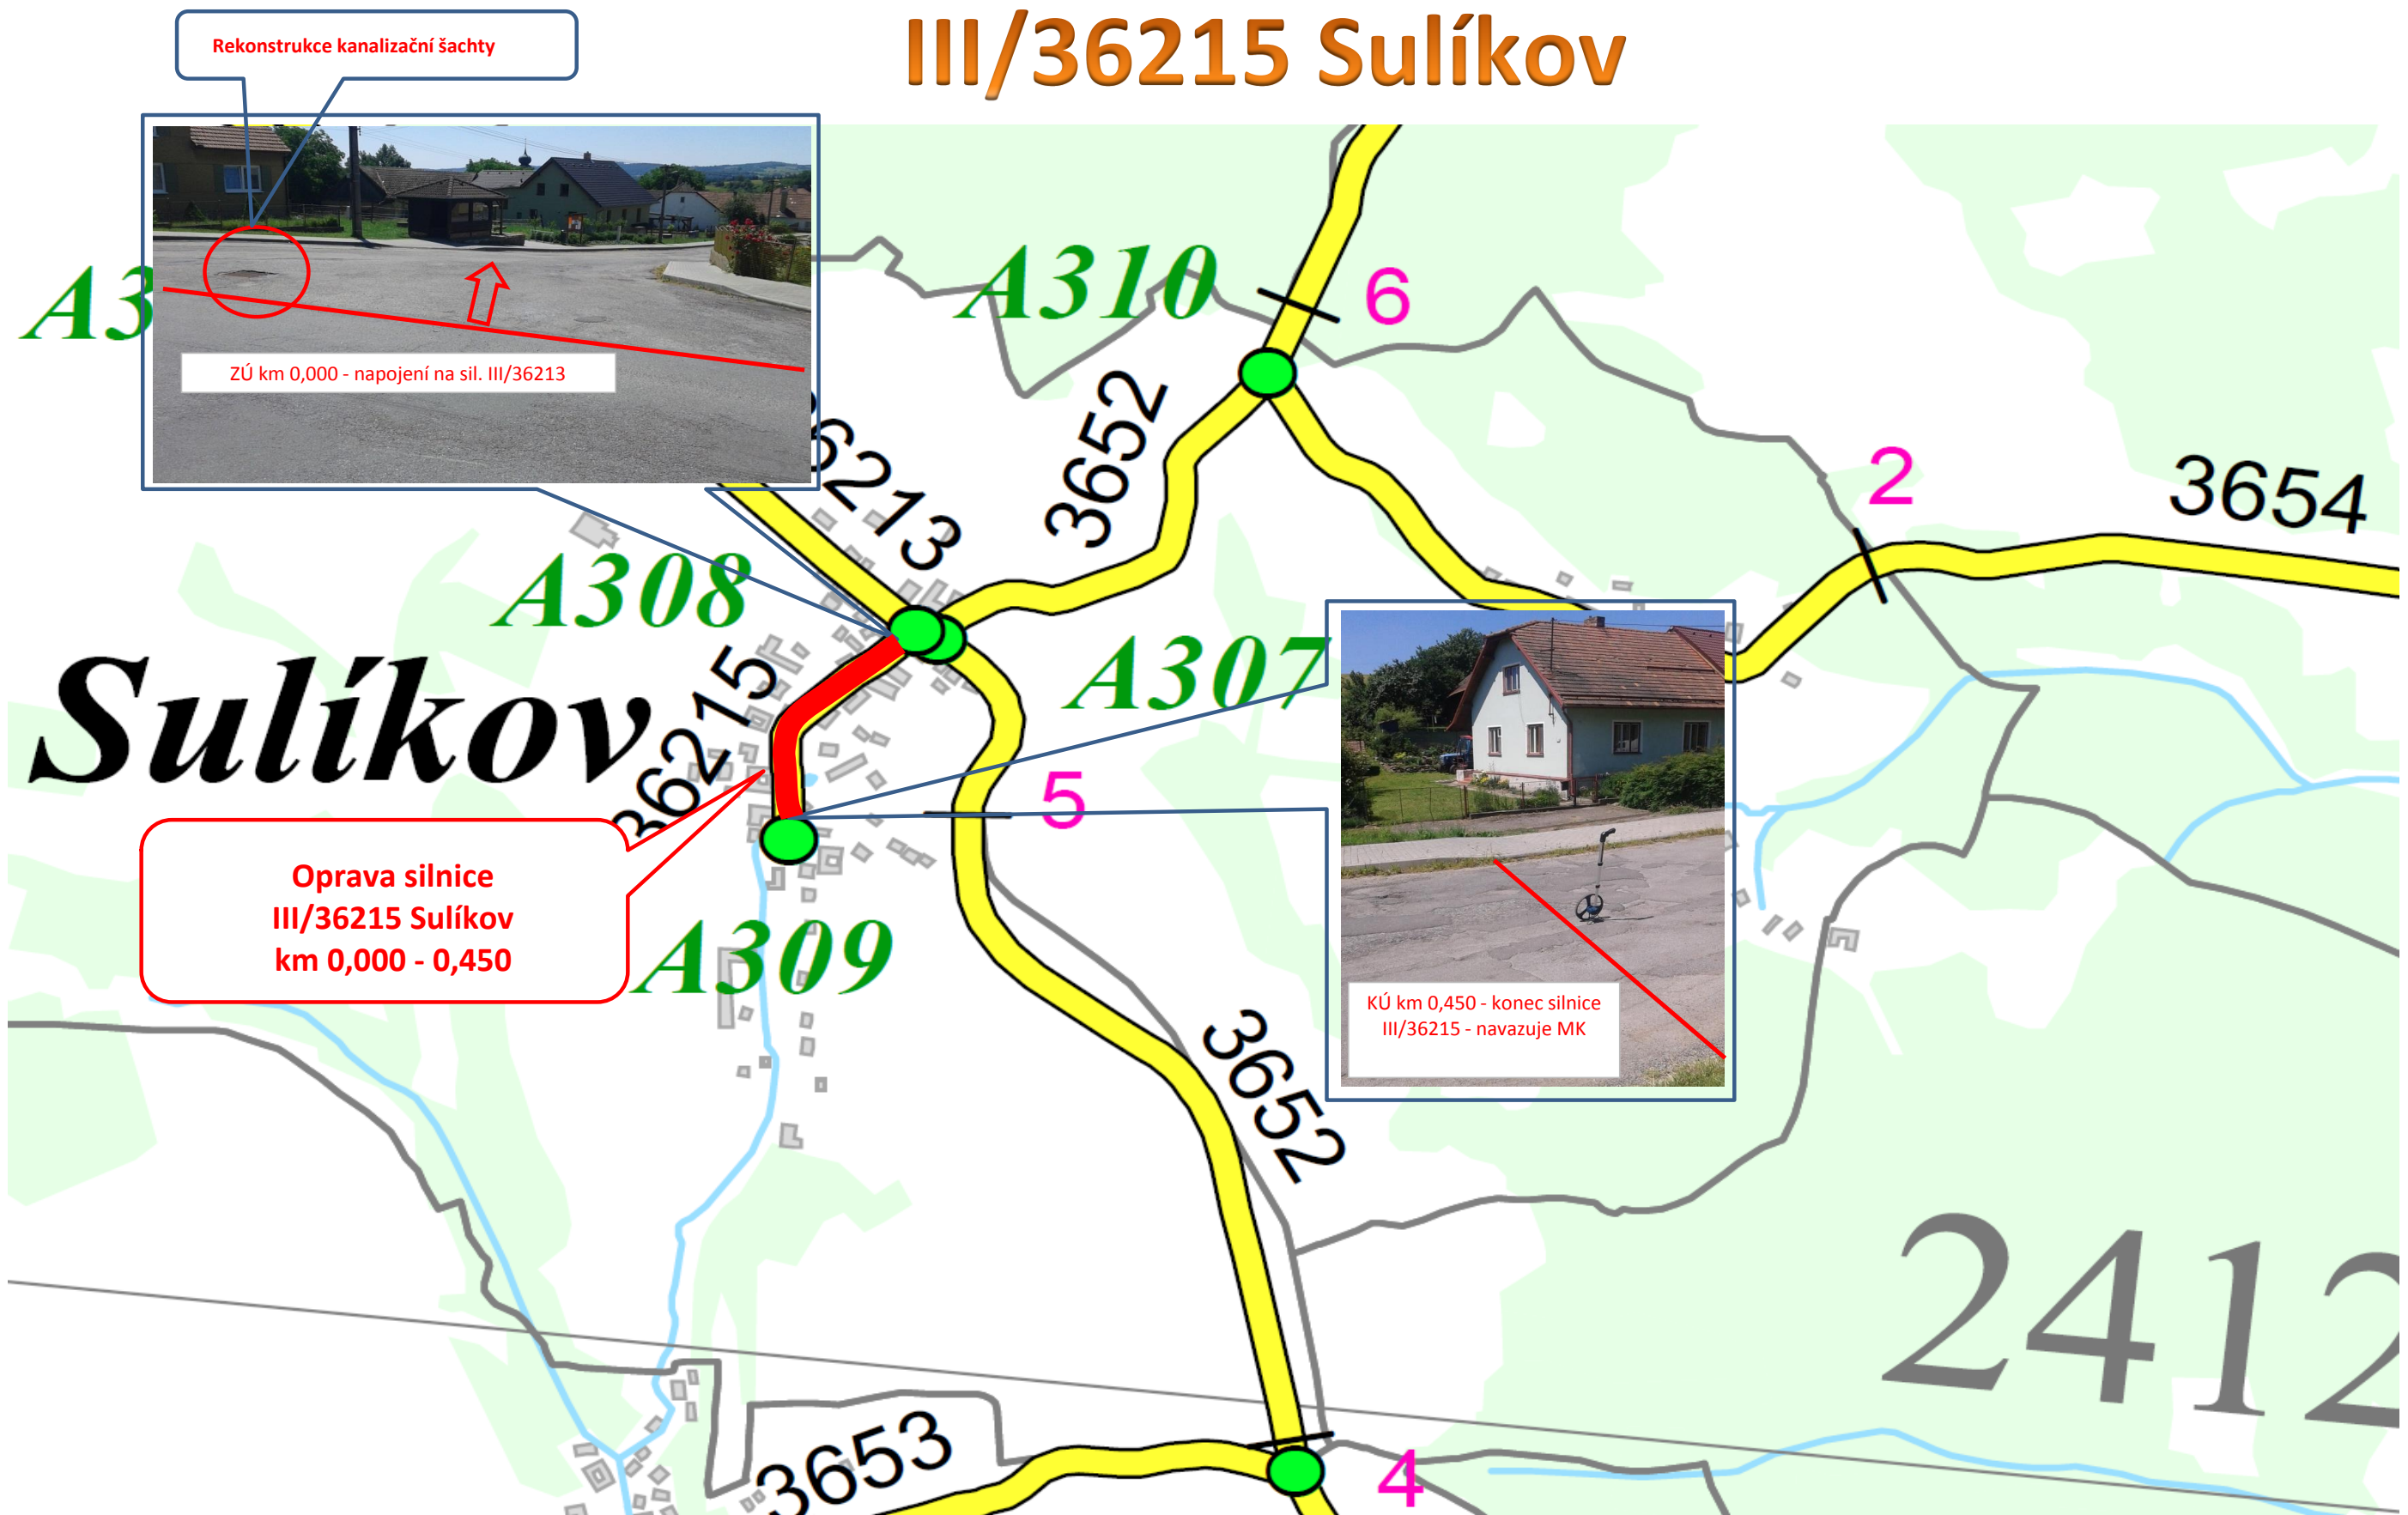 III/36215 Sulíkov
Rekonstrukce kanalizační šachty
A3
ZÚ km 0,000 - napojení na sil. III/36213
A310
6
3652
2
3654
36213
A308
A307
Sulíkov
36215
5
Oprava silnice
III/36215 Sulíkov
km 0,000 - 0,450
A309
KÚ km 0,450 - konec silnice
III/36215 - navazuje MK
3652
2412
3653
4